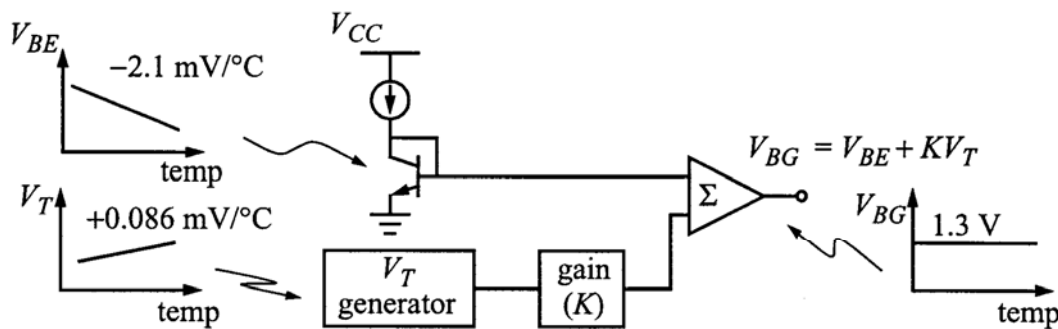 V_BE
−2.1 mV/°C
temp
V_T
+0.086 mV/°C
temp
V_CC
V_T
generator
gain
(K)
Σ
V_BG = V_BE + KV_T
V_BG
1.3 V
temp